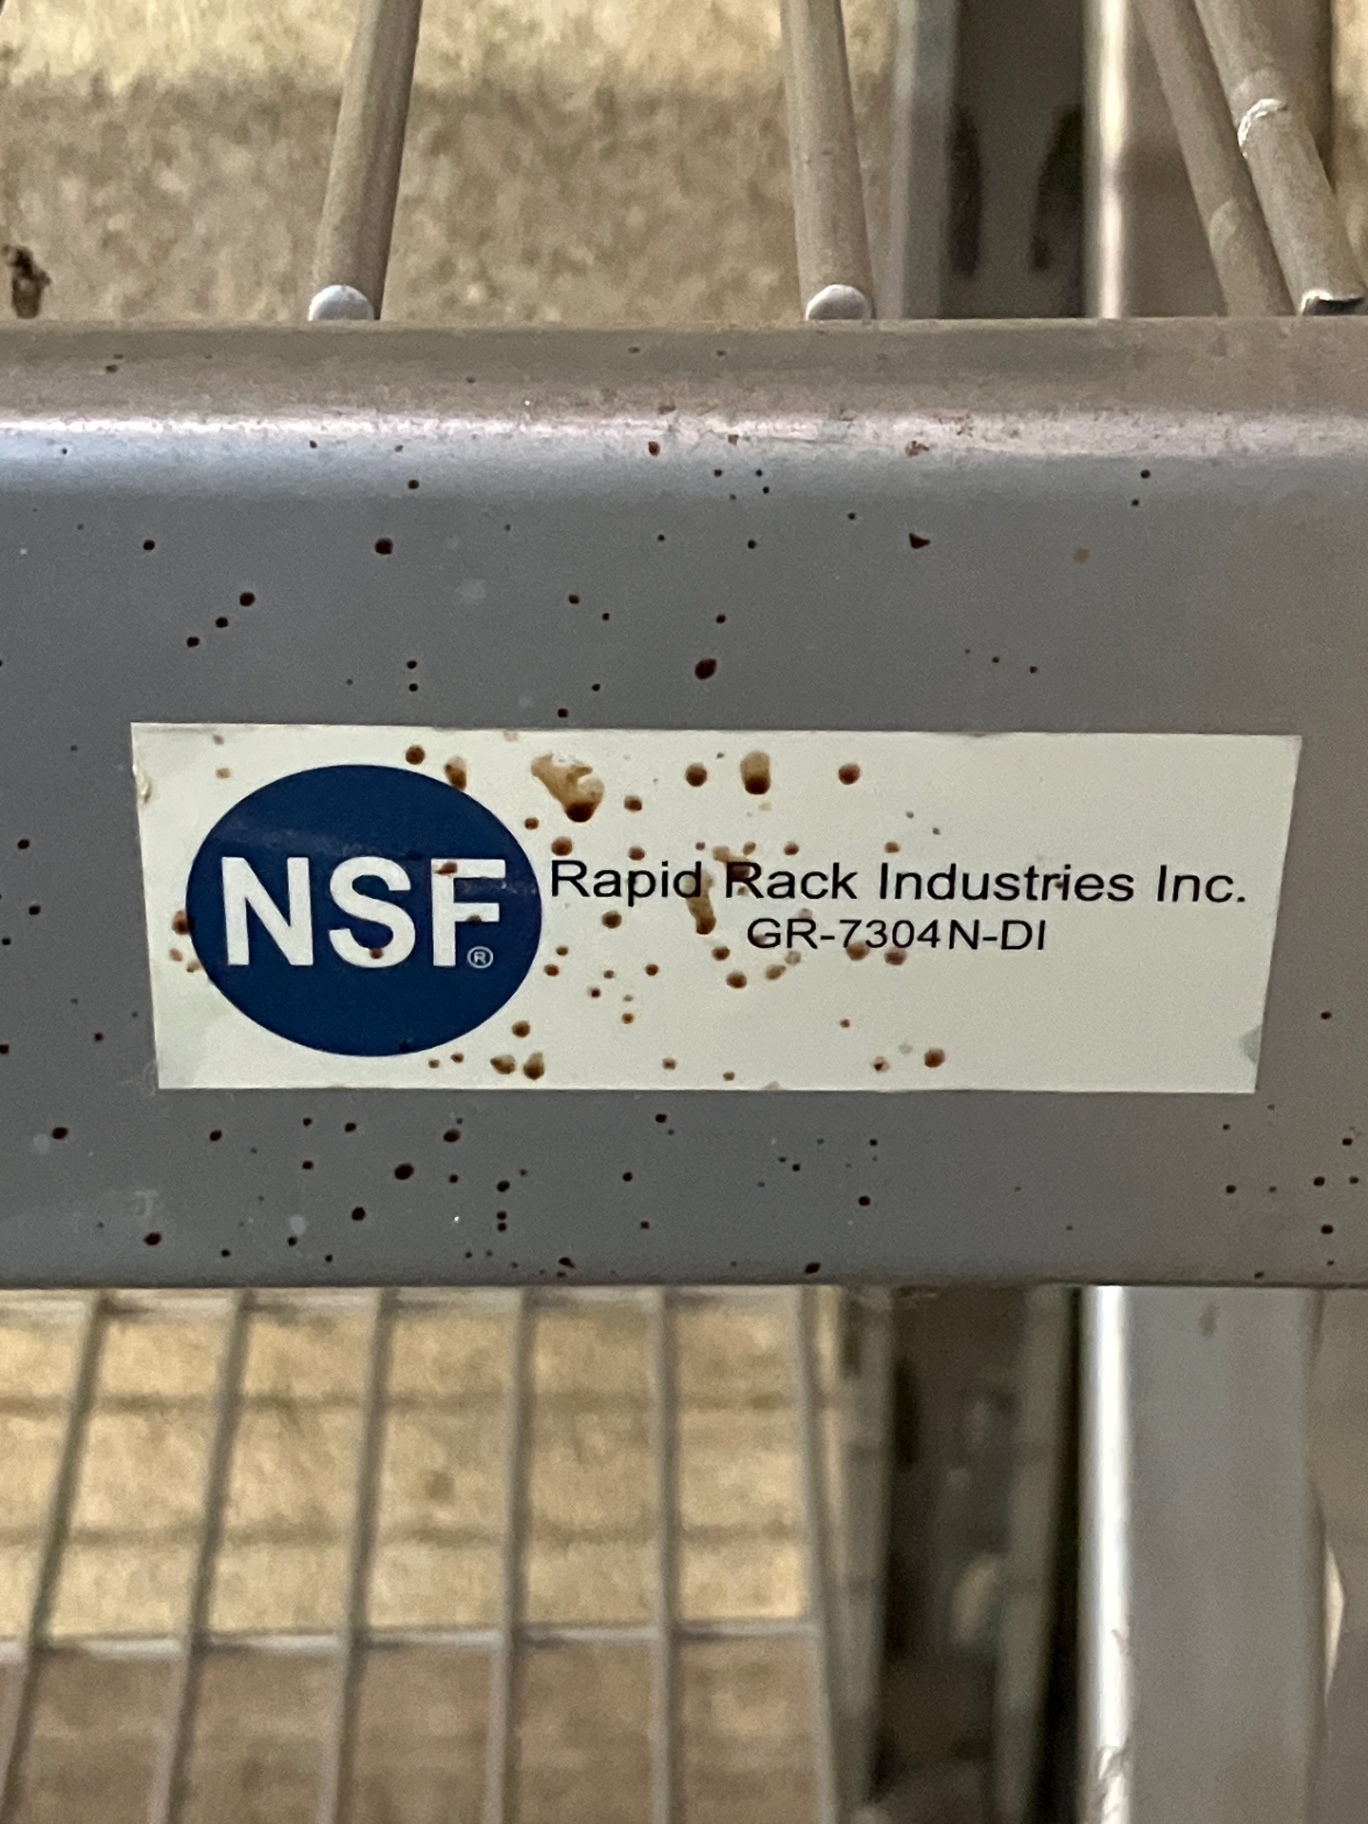 NSF®
Rapid Rack Industries Inc.
GR-7304N-DI